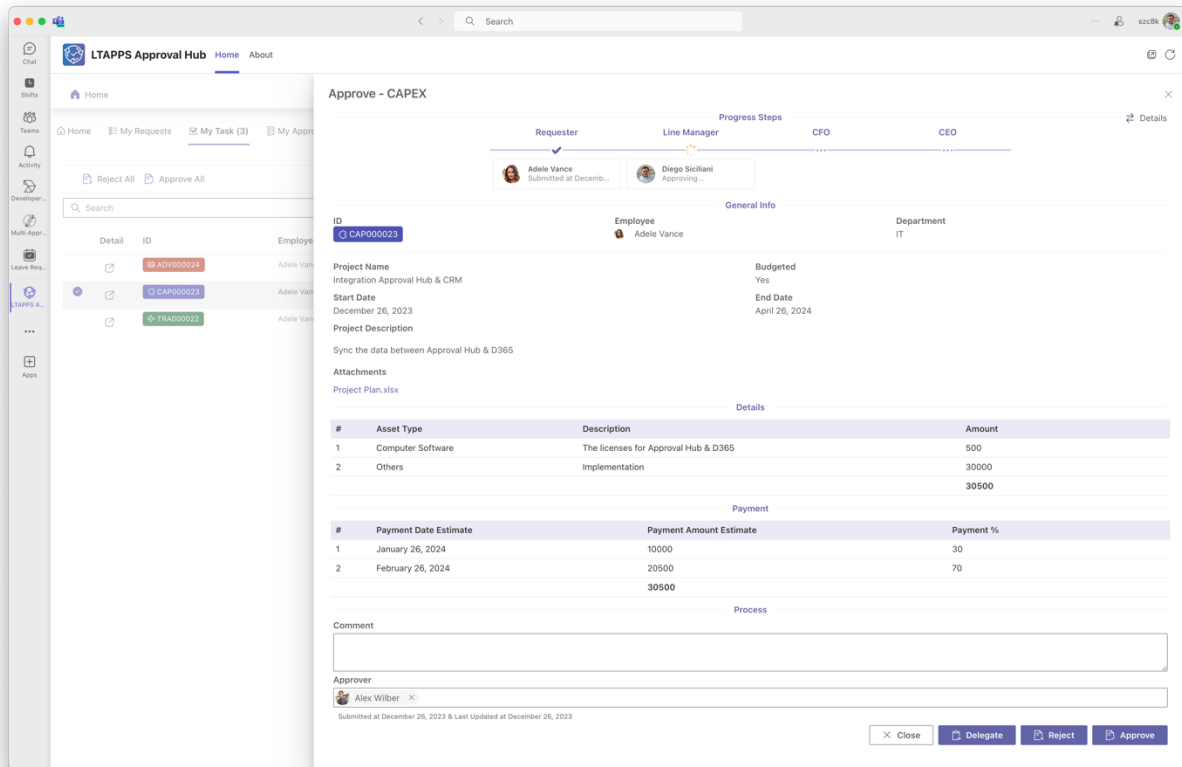 Search
szc8k
Chat
Shifts
Teams
Activity
Developer...
Multi Appr...
Leave Req...
LTAPPS A...
Apps
LTAPPS Approval Hub Home About
Home
Home My Requests My Task (3) My Appro
Reject All Approve All
Search
Detail ID Employe
ADV000024 Adele Van
CAP000023 Adele Van
TRA000022 Adele Van
Approve - CAPEX
Progress Steps
Details
Requester Line Manager CFO CEO
Adele Vance
Submitted at Decemb...
Diego Siciliani
Approving...
General Info
ID Employee Department
CAP000023 Adele Vance IT
Project Name Budgeted
Integration Approval Hub & CRM Yes
Start Date End Date
December 26, 2023 April 26, 2024
Project Description
Sync the data between Approval Hub & D365
Attachments
Project Plan.xlsx
Details
# Asset Type Description Amount
1 Computer Software The licenses for Approval Hub & D365 500
2 Others Implementation 30000
30500
Payment
# Payment Date Estimate Payment Amount Estimate Payment %
1 January 26, 2024 10000 30
2 February 26, 2024 20500 70
30500
Process
Comment
Approver
Alex Wilber
Submitted at December 26, 2023 & Last Updated at December 26, 2023
Close Delegate Reject Approve